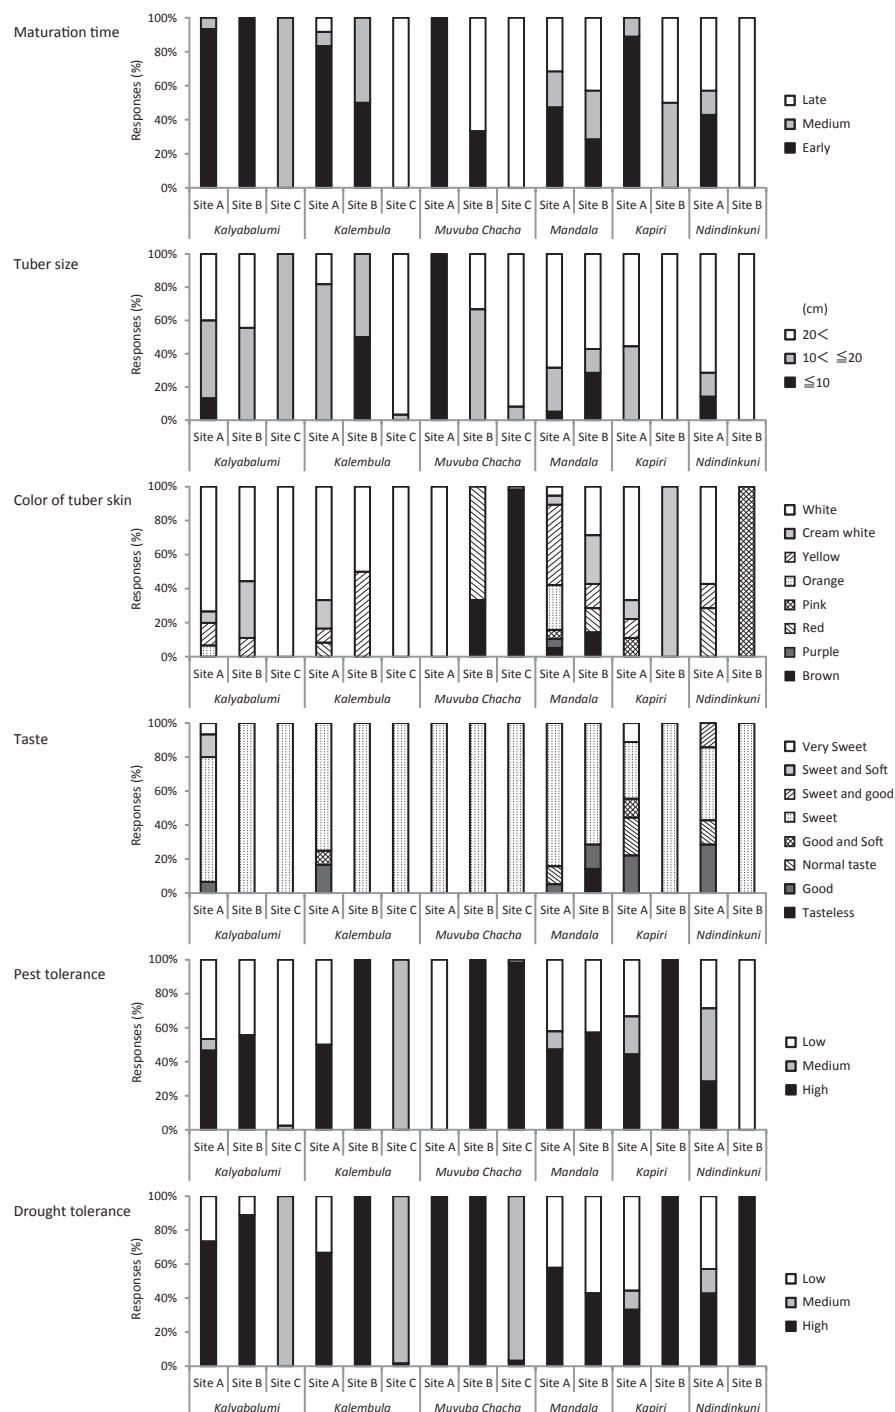 Maturation time
Responses (%)
100%
80%
60%
40%
20%
0%
Late
Medium
Early
Site A Site B Site C Site A Site B Site C Site A Site B Site C Site A Site B Site A Site B Site A Site B
Kalyabalumi Kalembula Muvuba Chacha Mandala Kapiri Ndindinkuni
Tuber size
Responses (%)
100%
80%
60%
40%
20%
0%
(cm)
20<
10< ≦20
≦10
Site A Site B Site C Site A Site B Site C Site A Site B Site C Site A Site B Site A Site B Site A Site B
Kalyabalumi Kalembula Muvuba Chacha Mandala Kapiri Ndindinkuni
Color of tuber skin
Responses (%)
100%
80%
60%
40%
20%
0%
White
Cream white
Yellow
Orange
Pink
Red
Purple
Brown
Site A Site B Site C Site A Site B Site C Site A Site B Site C Site A Site B Site A Site B Site A Site B
Kalyabalumi Kalembula Muvuba Chacha Mandala Kapiri Ndindinkuni
Taste
Responses (%)
100%
80%
60%
40%
20%
0%
Very Sweet
Sweet and Soft
Sweet and good
Sweet
Good and Soft
Normal taste
Good
Tasteless
Site A Site B Site C Site A Site B Site C Site A Site B Site C Site A Site B Site A Site B Site A Site B
Kalyabalumi Kalembula Muvuba Chacha Mandala Kapiri Ndindinkuni
Pest tolerance
Responses (%)
100%
80%
60%
40%
20%
0%
Low
Medium
High
Site A Site B Site C Site A Site B Site C Site A Site B Site C Site A Site B Site A Site B Site A Site B
Kalyabalumi Kalembula Muvuba Chacha Mandala Kapiri Ndindinkuni
Drought tolerance
Responses (%)
100%
80%
60%
40%
20%
0%
Low
Medium
High
Site A Site B Site C Site A Site B Site C Site A Site B Site C Site A Site B Site A Site B Site A Site B
Kalyabalumi Kalembula Muvuba Chacha Mandala Kapiri Ndindinkuni